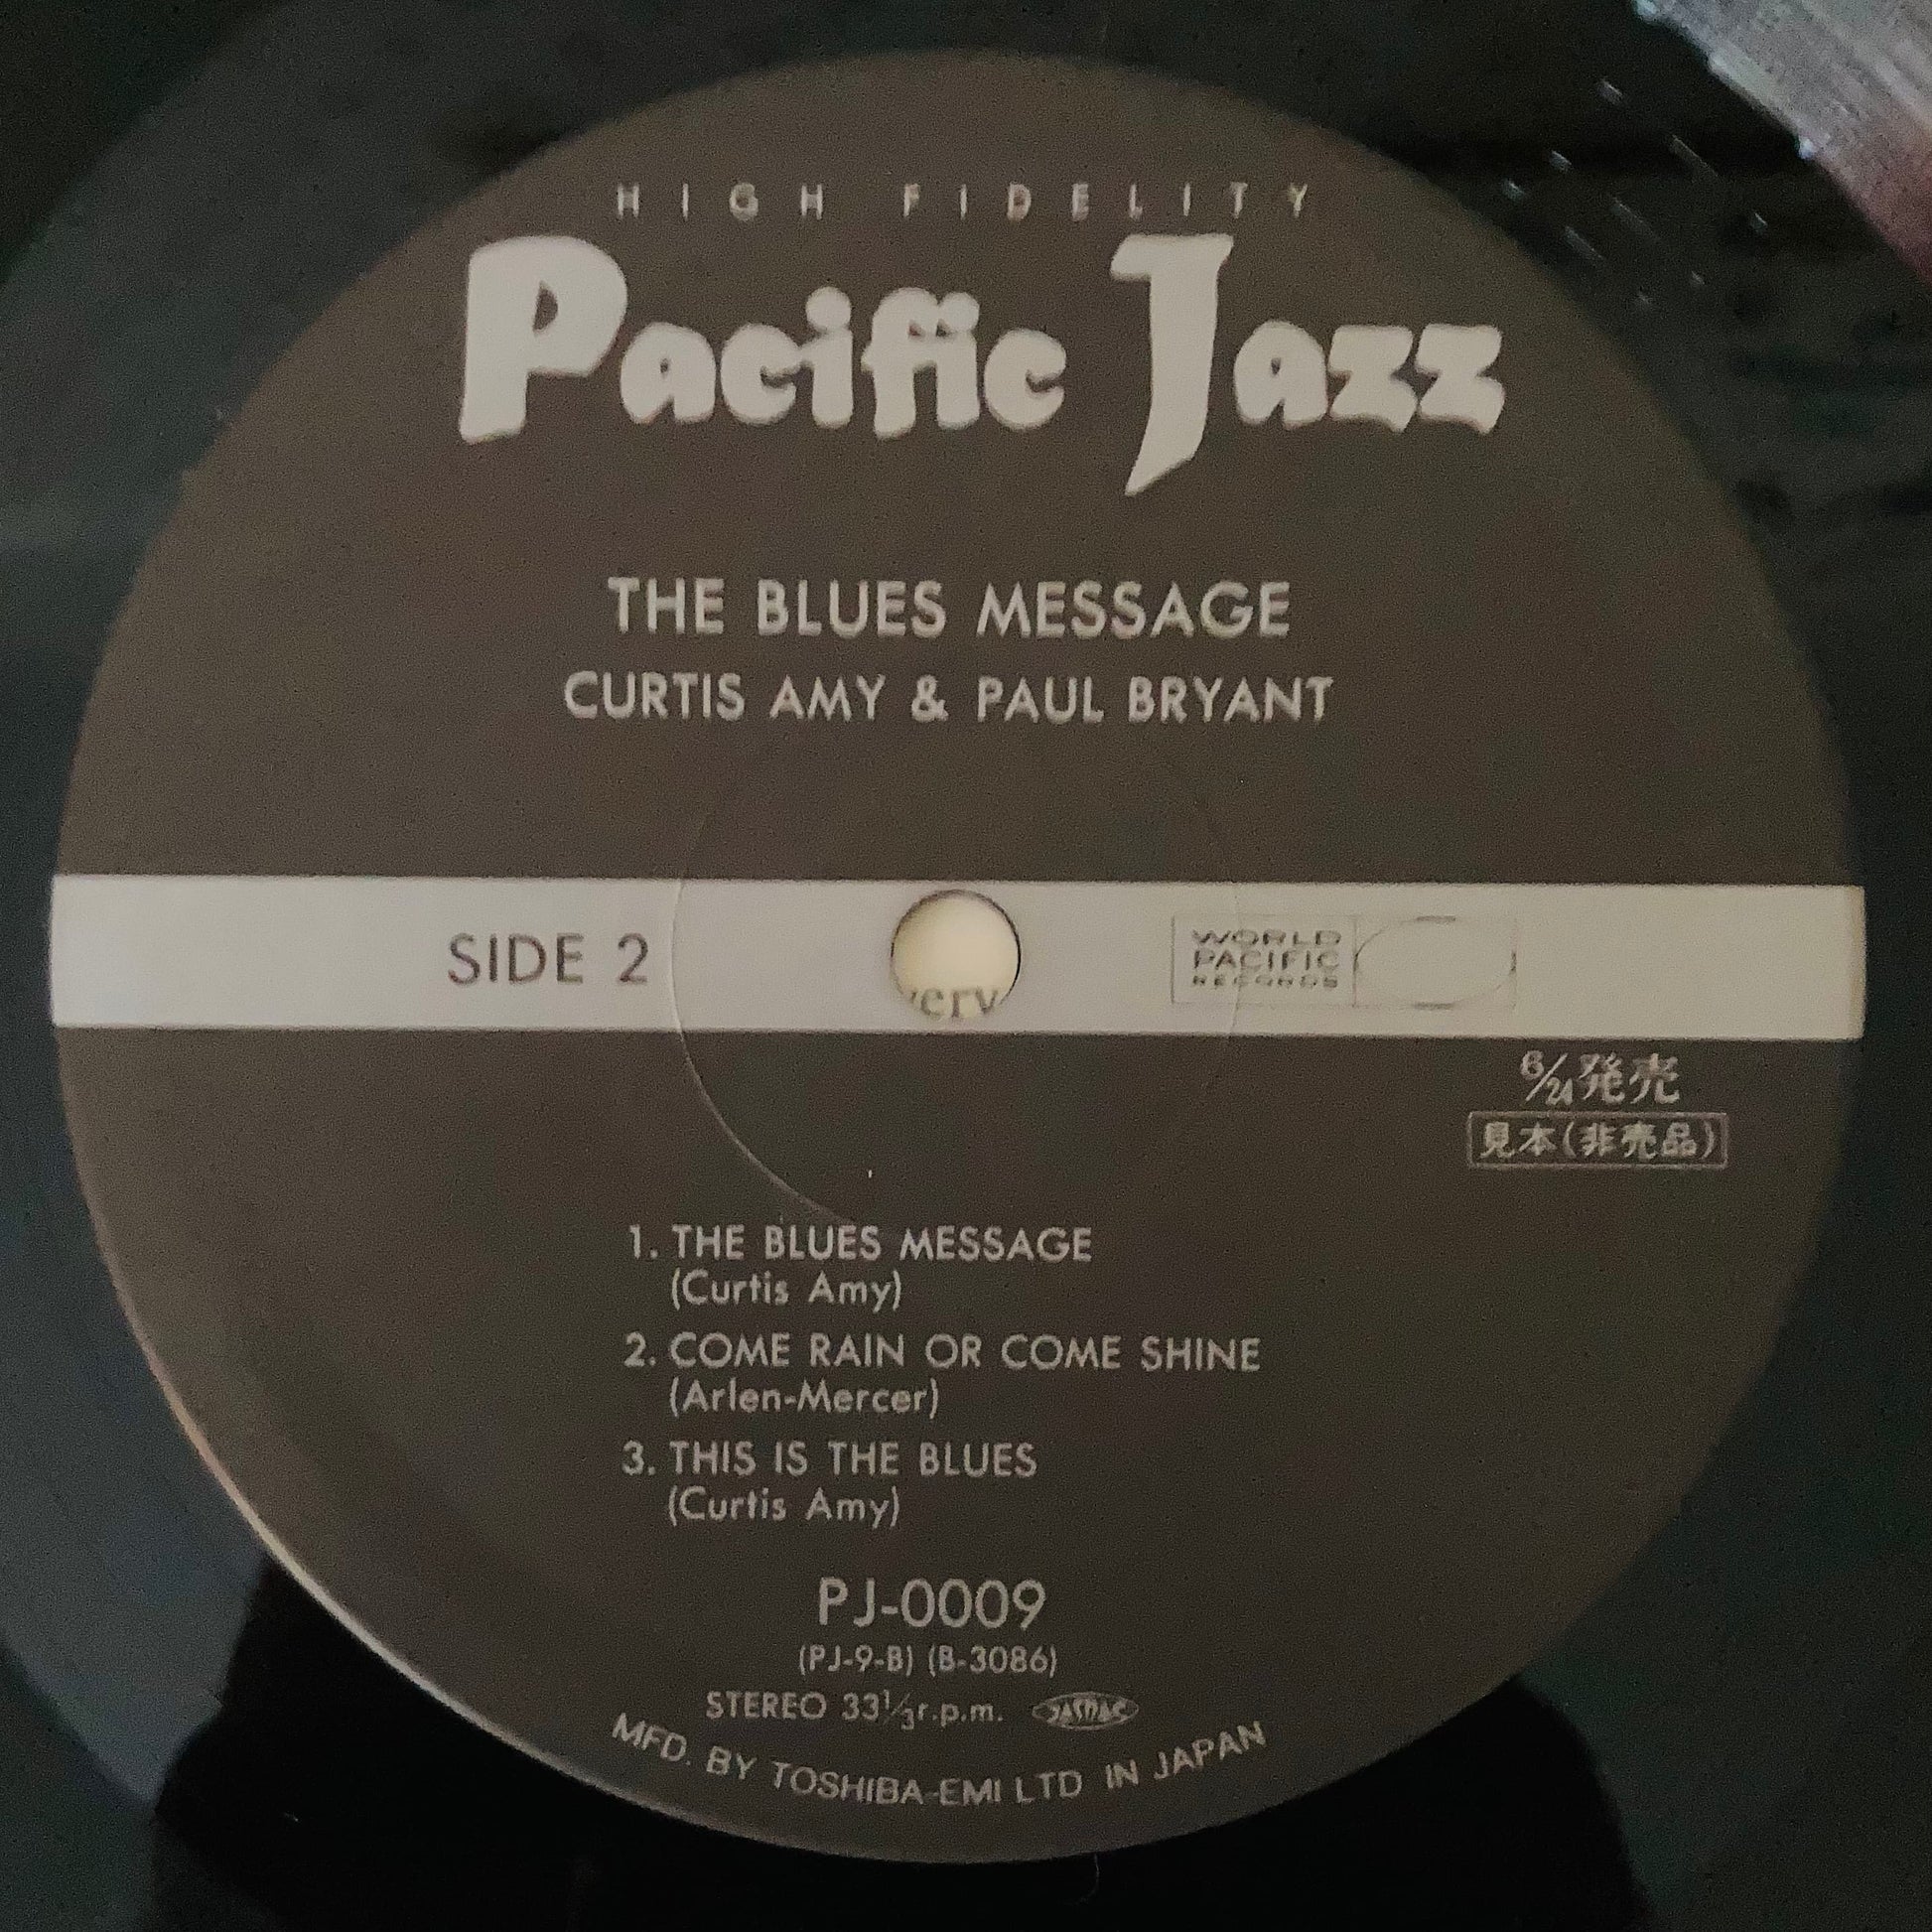 HIGH FIDELITY
Pacific Jazz
THE BLUES MESSAGE
CURTIS AMY & PAUL BRYANT
SIDE 2
very
WORLD
PACIFIC
RECORDS
6/21発売
見本(非売品)
1. THE BLUES MESSAGE
(Curtis Amy)
2. COME RAIN OR COME SHINE
(Arlen-Mercer)
3. THIS IS THE BLUES
(Curtis Amy)
PJ-0009
(PJ-9-B) (B-3086)
STEREO 33⅓r.p.m. JASRAC
MFD. BY TOSHIBA-EMI LTD IN JAPAN